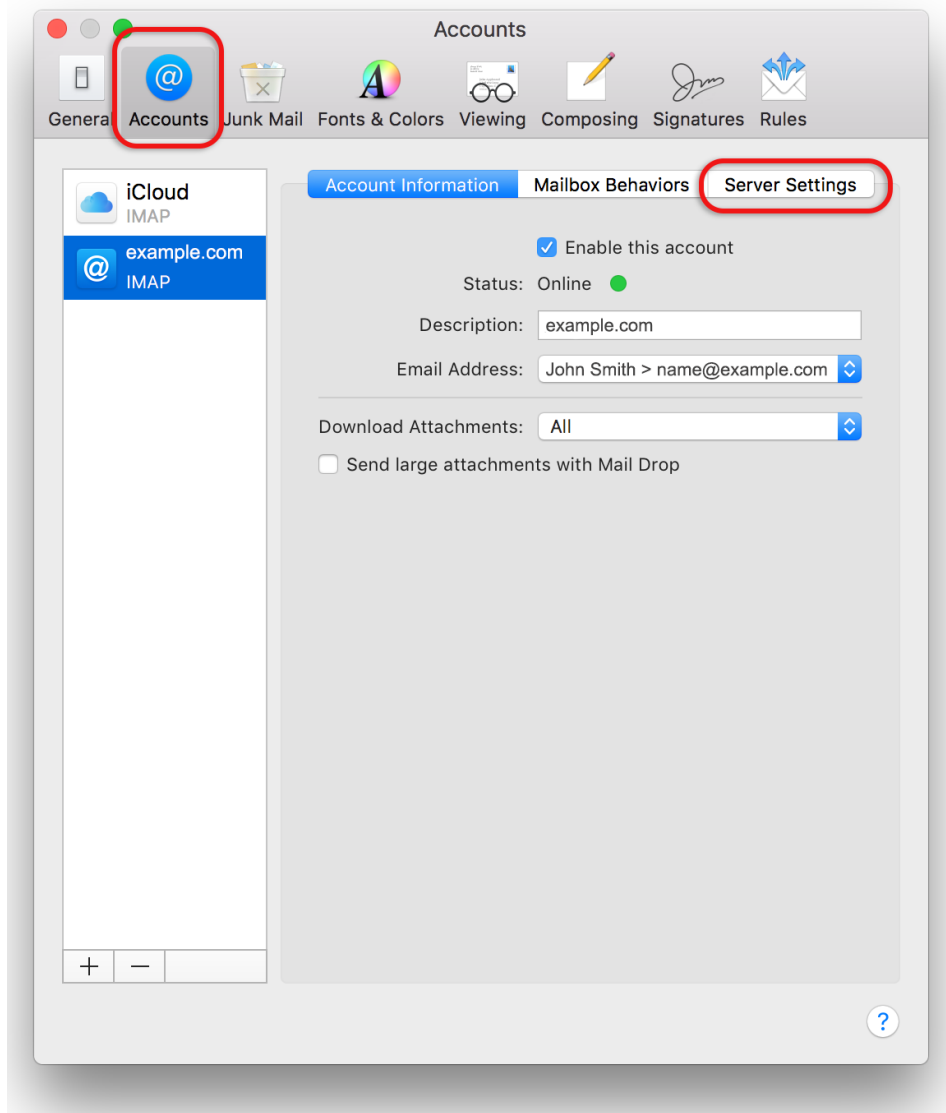 Accounts
General Accounts Junk Mail Fonts & Colors Viewing Composing Signatures Rules
iCloud
IMAP
example.com
IMAP
Account Information Mailbox Behaviors Server Settings
Enable this account
Status: Online
Description: example.com
Email Address: John Smith > name@example.com
Download Attachments: All
Send large attachments with Mail Drop
+ −
?